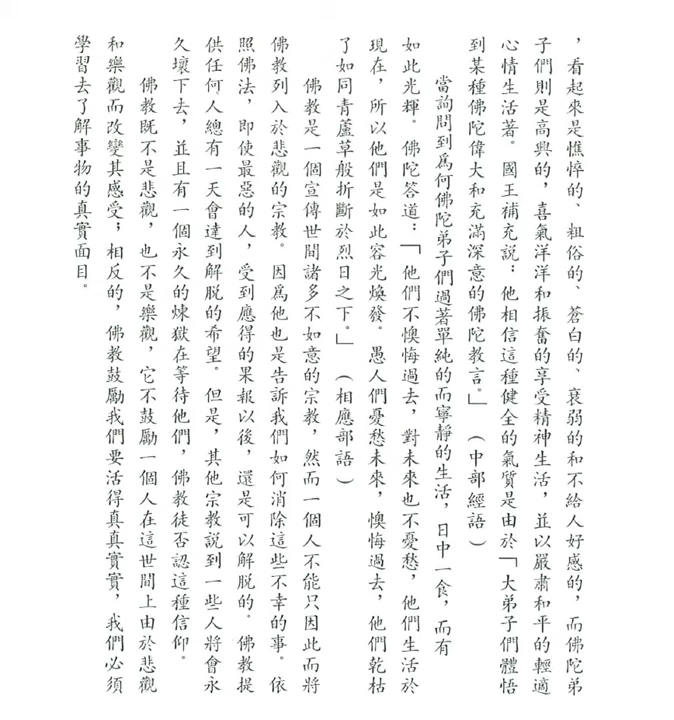 ，看起來是憔悴的、粗俗的、蒼白的、衰弱的和不給人好感的，而佛陀弟
子們則是高興的，喜氣洋洋和振奮的享受精神生活，並以嚴肅和平的輕適
心情生活著。國王補充說：他相信這種健全的氣質是由於「大弟子們體悟
到某種佛陀偉大和充滿深意的佛陀教言。」（中部經語）
當詢問到爲何佛陀弟子們過著單純的而寧靜的生活，日中一食，而有
如此光輝。佛陀答道：「他們不懊悔過去，對未來也不憂愁，他們生活於
現在，所以他們是如此容光煥發。愚人們憂愁未來，懊悔過去，他們乾枯
了如同青蘆草般折斷於烈日之下。」（相應部語）
佛教是一個宣傳世間諸多不如意的宗教，然而一個人不能只因此而將
佛教列入於悲觀的宗教。因爲他也是告訴我們如何消除這些不幸的事。依
照佛法，即使最惡的人，受到應得的果報以後，還是可以解脫的。佛教提
供任何人總有一天會達到解脫的希望。但是，其他宗教說到一些人將會永
久壞下去，並且有一個永久的煉獄在等待他們，佛教徒否認這種信仰。
佛教既不是悲觀，也不是樂觀，它不鼓勵一個人在這世間上由於悲觀
和樂觀而改變其感受；相反的，佛教鼓勵我們要活得真真實實，我們必須
學習去了解事物的真實面目。